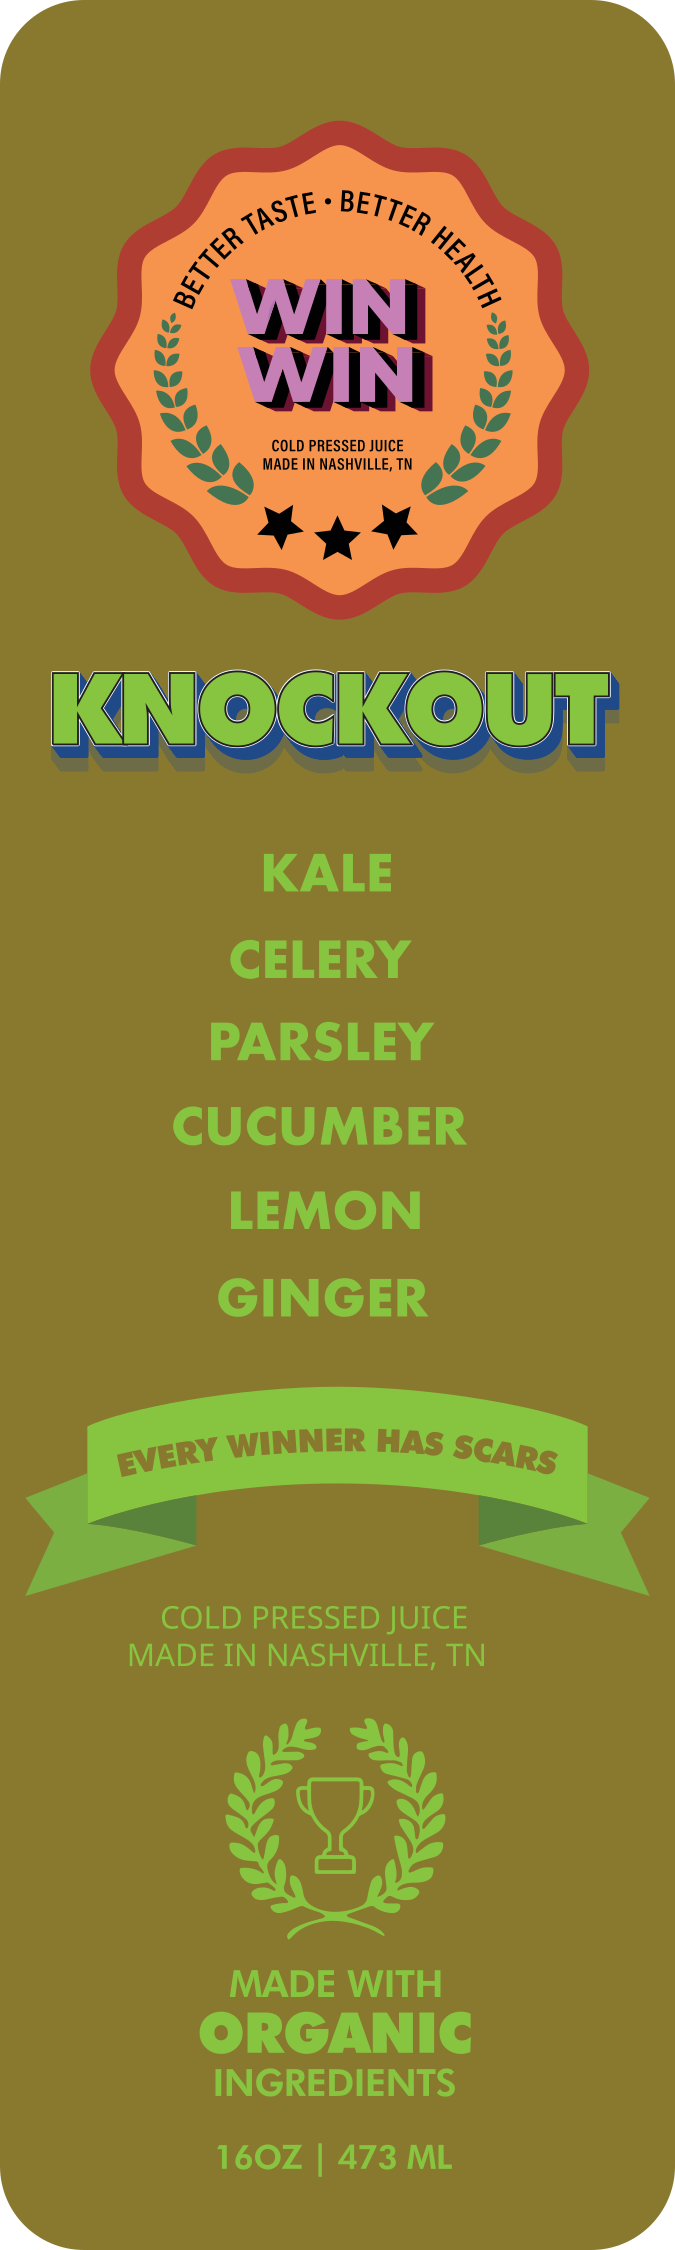 BETTER TASTE • BETTER HEALTH
WIN
WIN
COLD PRESSED JUICE
MADE IN NASHVILLE, TN
KNOCKOUT
KALE
CELERY
PARSLEY
CUCUMBER
LEMON
GINGER
EVERY WINNER HAS SCARS
COLD PRESSED JUICE
MADE IN NASHVILLE, TN
MADE WITH
ORGANIC
INGREDIENTS
16OZ | 473 ML